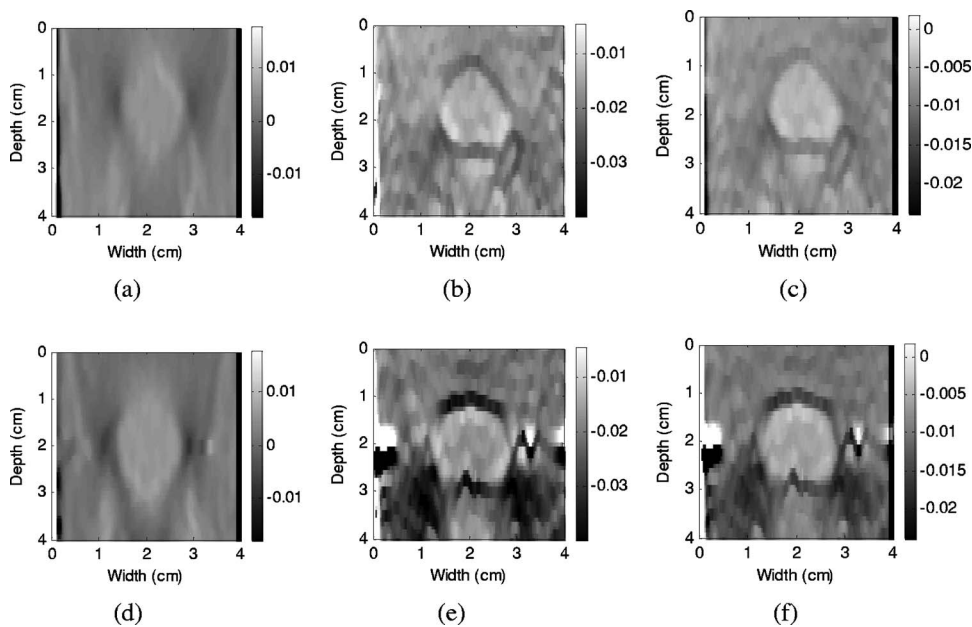 0
1
2
3
4
Depth (cm)
0 1 2 3 4
Width (cm)
0.01
0
-0.01
(a)
0
1
2
3
4
Depth (cm)
0 1 2 3 4
Width (cm)
-0.01
-0.02
-0.03
(b)
0
1
2
3
4
Depth (cm)
0 1 2 3 4
Width (cm)
0
-0.005
-0.01
-0.015
-0.02
(c)
0
1
2
3
4
Depth (cm)
0 1 2 3 4
Width (cm)
0.01
0
-0.01
(d)
0
1
2
3
4
Depth (cm)
0 1 2 3 4
Width (cm)
-0.01
-0.02
-0.03
(e)
0
1
2
3
4
Depth (cm)
0 1 2 3 4
Width (cm)
0
-0.005
-0.01
-0.015
-0.02
(f)